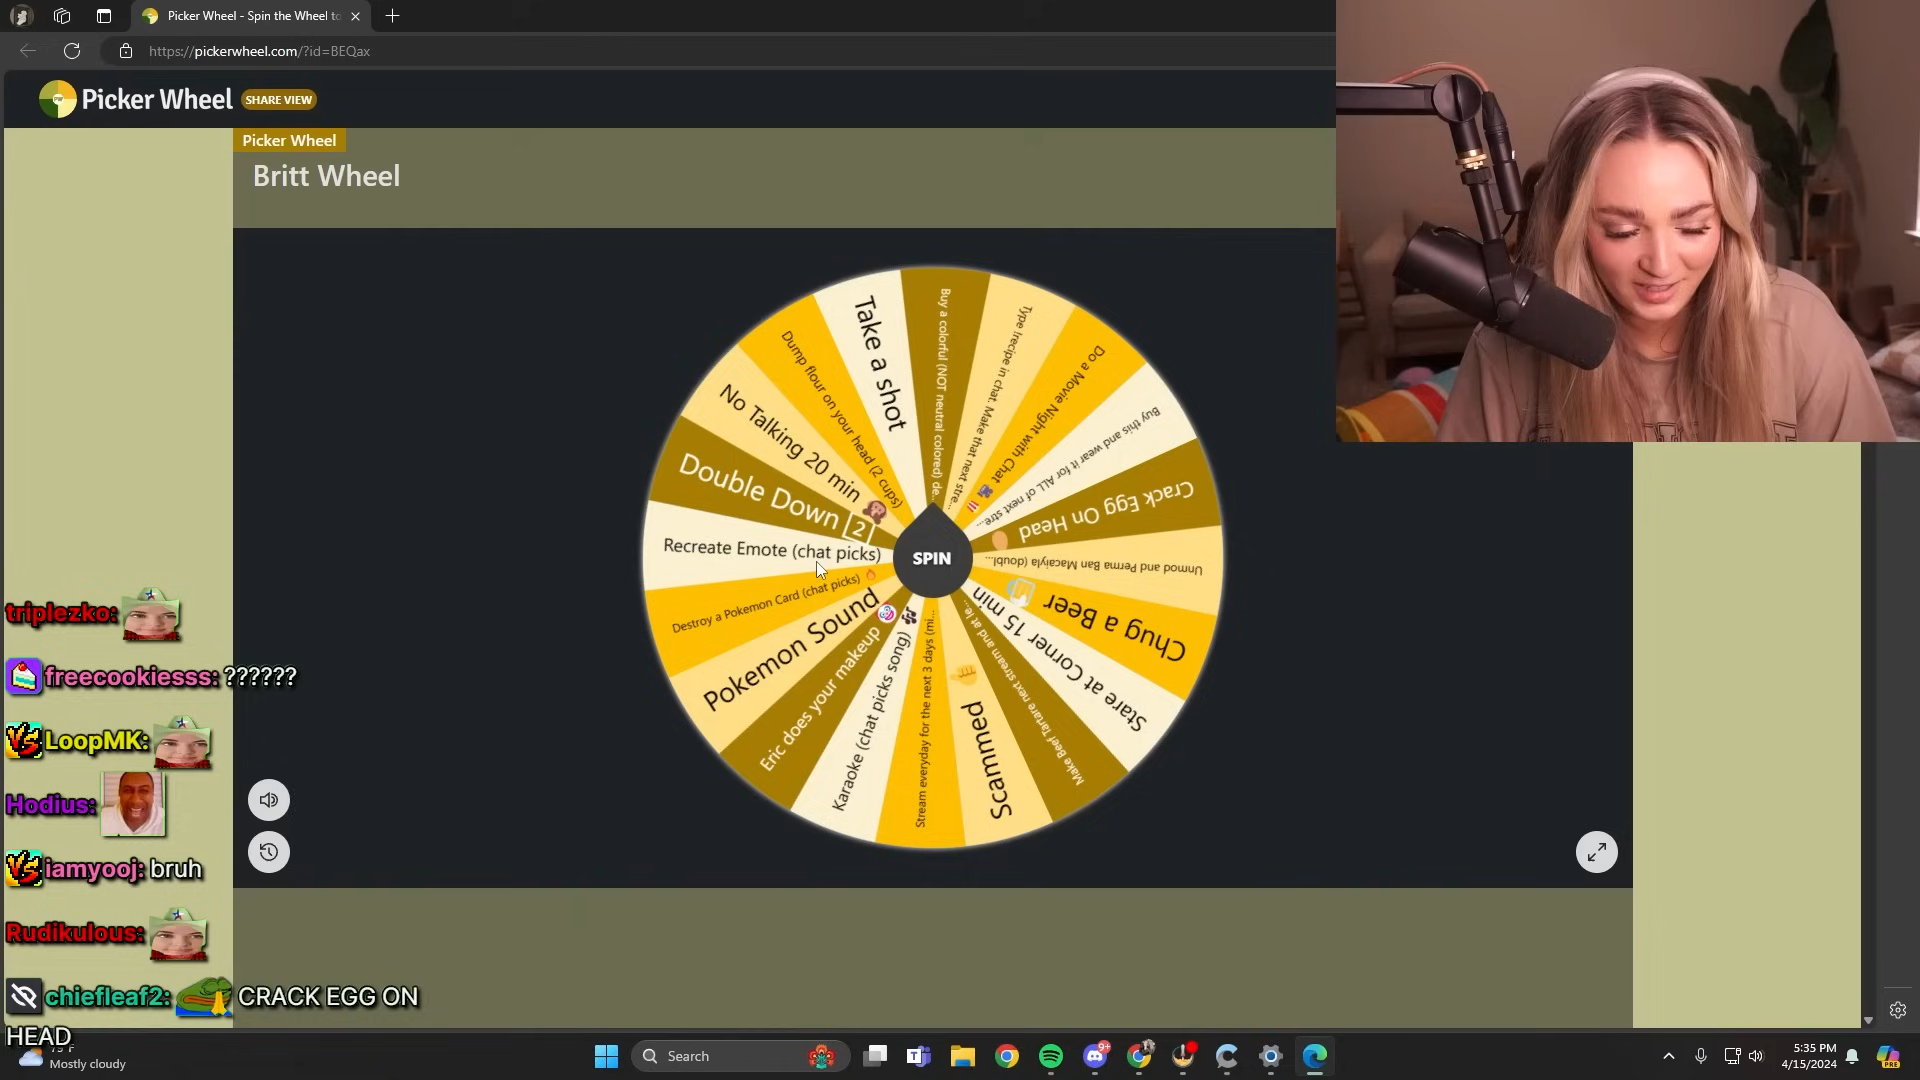 Picker Wheel - Spin the Wheel to
https://pickerwheel.com/?id=BEQax
Picker Wheel
SHARE VIEW
Picker Wheel
Britt Wheel
Take a shot
Buy a colorful (NOT neutral colored) de...
Type !recipe in chat. Make that next stre...
Do a Movie Night with Chat
Buy this and wear it for ALL of next stre...
Crack Egg On Head
Unmod and Perma Ban Macaiyla (doubl...
Chug a Beer
Stare at Corner 15 min
Make Beef Tartare next stream and at le...
Scammed
Stream everyday for the next 3 days (mi...
Karaoke (chat picks song)
Eric does your makeup
Pokemon Sound
Destroy a Pokemon Card (chat picks)
Recreate Emote (chat picks)
Double Down 2
No Talking 20 min
Dump flour on your head (2 cups)
SPIN
triplezko:
freecookiesss: ??????
LoopMK:
Hodius:
iamyooj: bruh
Rudikulous:
chiefleaf2: CRACK EGG ON
HEAD
Mostly cloudy
Search
9+
PRE
5:35 PM
4/15/2024